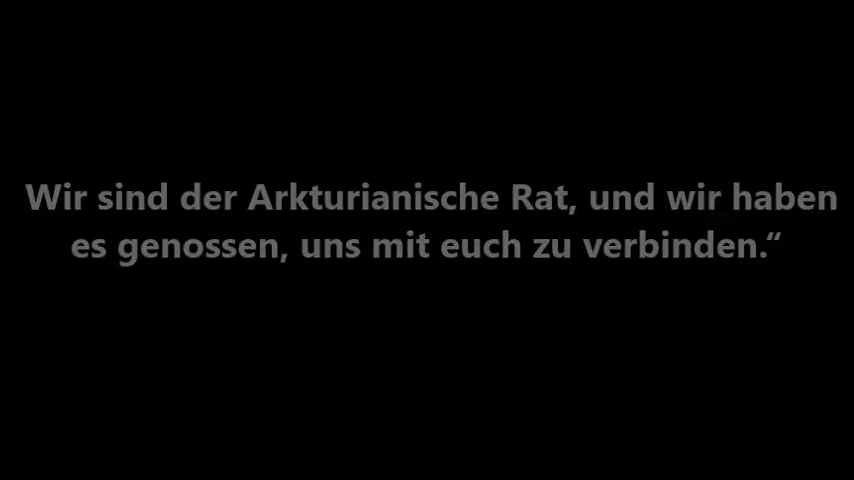 Wir sind der Arkturianische Rat, und wir haben
es genossen, uns mit euch zu verbinden.“